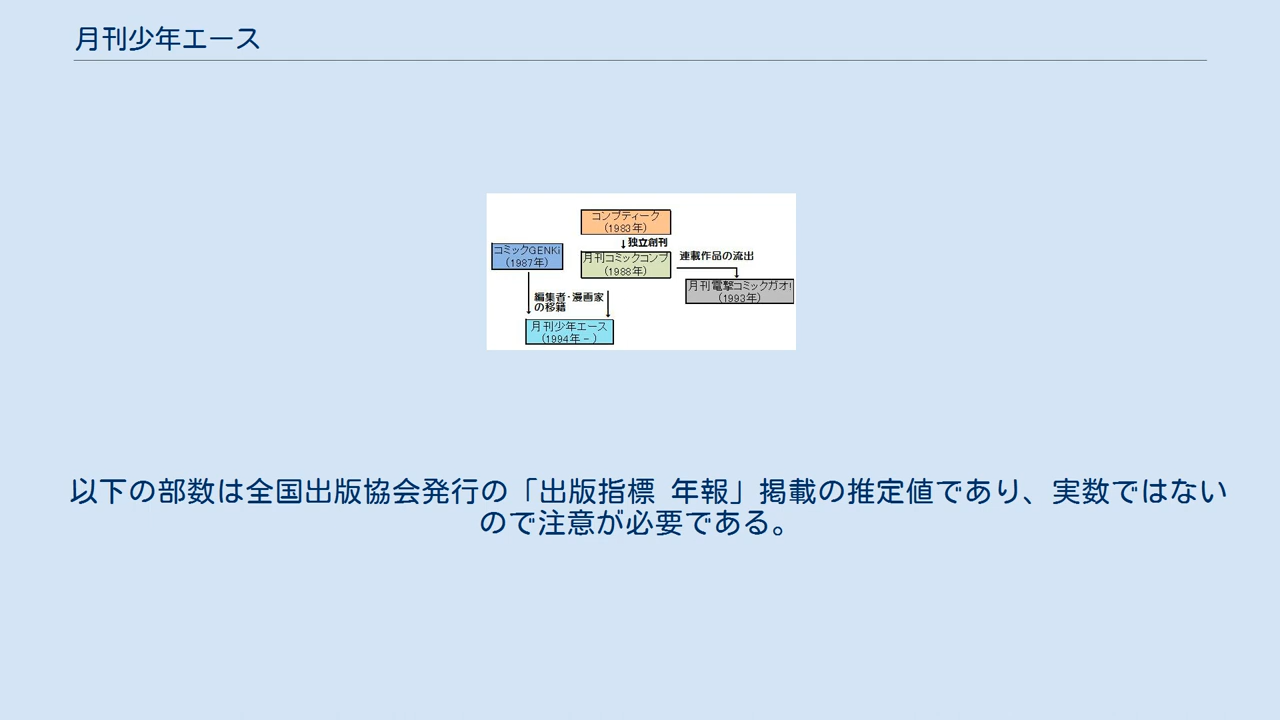 月刊少年エース
コンプティーク
(1983年)
↓独立創刊
コミックGENKi
(1987年)
月刊コミックコンプ
(1988年)
連載作品の流出
月刊電撃コミックガオ!
(1993年)
編集者・漫画家
の移籍
月刊少年エース
(1994年－)
以下の部数は全国出版協会発行の「出版指標 年報」掲載の推定値であり、実数ではない
ので注意が必要である。